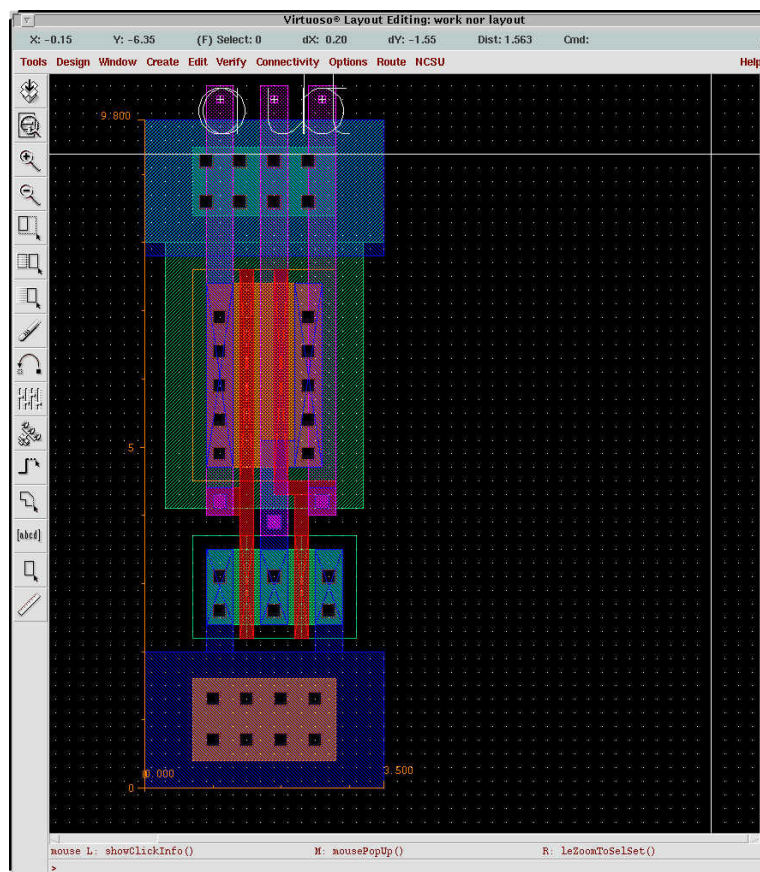 Virtuoso® Layout Editing: work nor layout
X: -0.15 Y: -6.35 (F) Select: 0 dX: 0.20 dY: -1.55 Dist: 1.563 Cmd:
Tools Design Window Create Edit Verify Connectivity Options Route NCSU Help
9.800
5
[abcd]
0.000
3.500
0
mouse L: showClickInfo() M: mousePopUp() R: leZoomToSelSet()
>